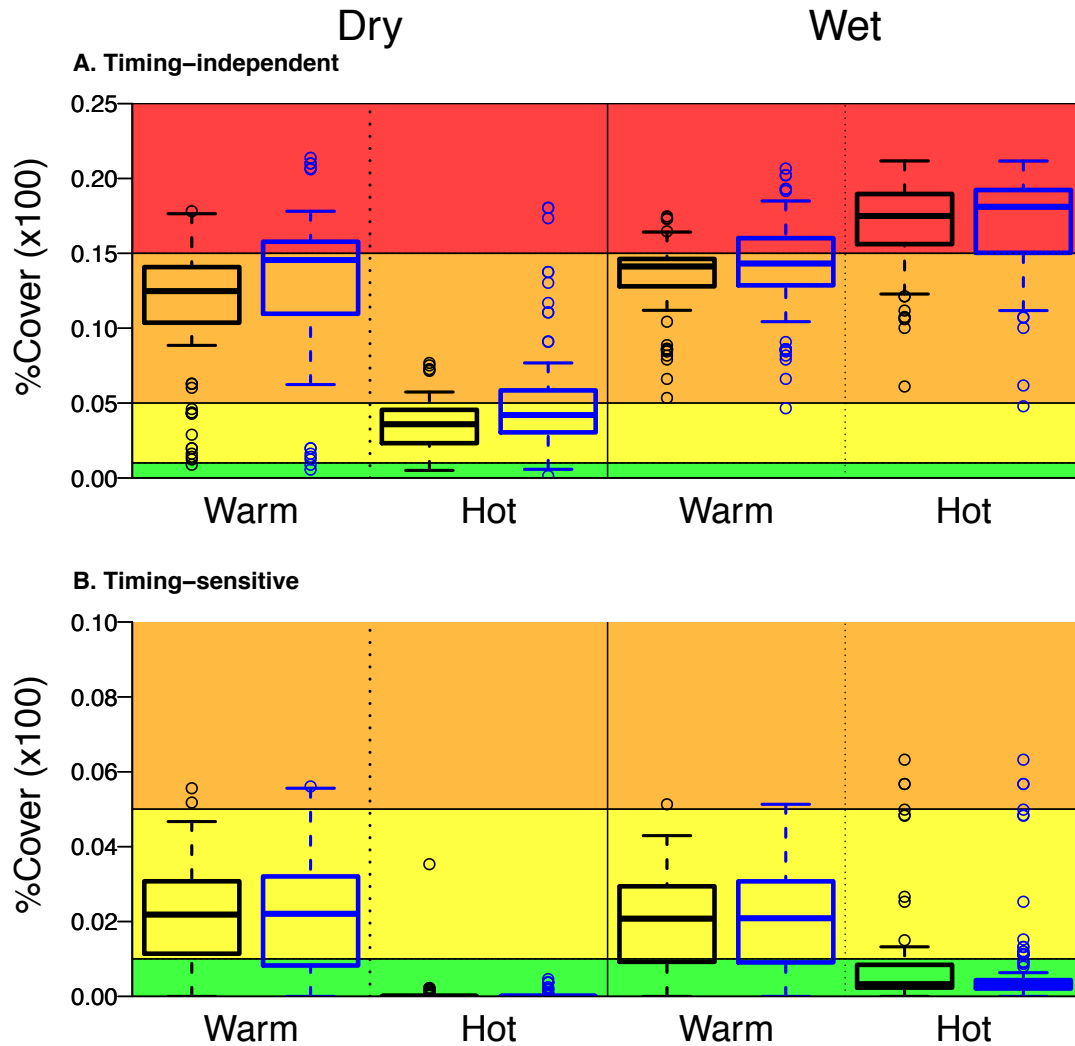 Dry Wet
A. Timing−independent
%Cover (x100)
0.25
0.20
0.15
0.10
0.05
0.00
Warm Hot Warm Hot
B. Timing−sensitive
%Cover (x100)
0.10
0.08
0.06
0.04
0.02
0.00
Warm Hot Warm Hot